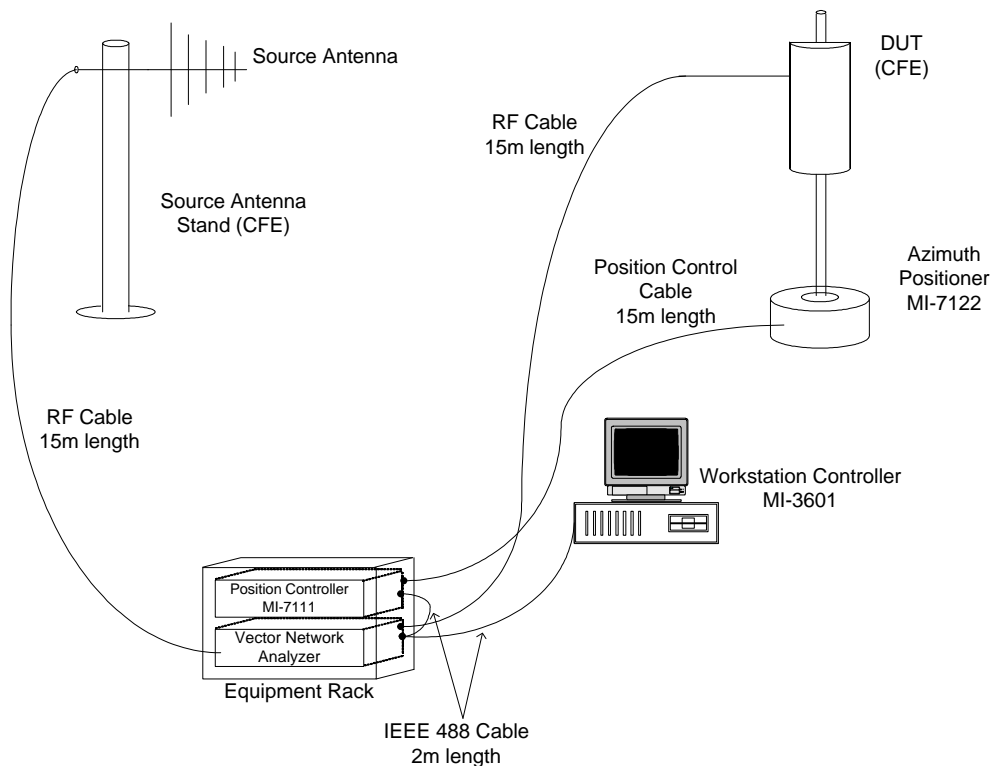 Source Antenna
DUT
(CFE)
RF Cable
15m length
Source Antenna
Stand (CFE)
Position Control
Cable
15m length
Azimuth
Positioner
MI-7122
RF Cable
15m length
Workstation Controller
MI-3601
Position Controller
MI-7111
Vector Network
Analyzer
Equipment Rack
IEEE 488 Cable
2m length